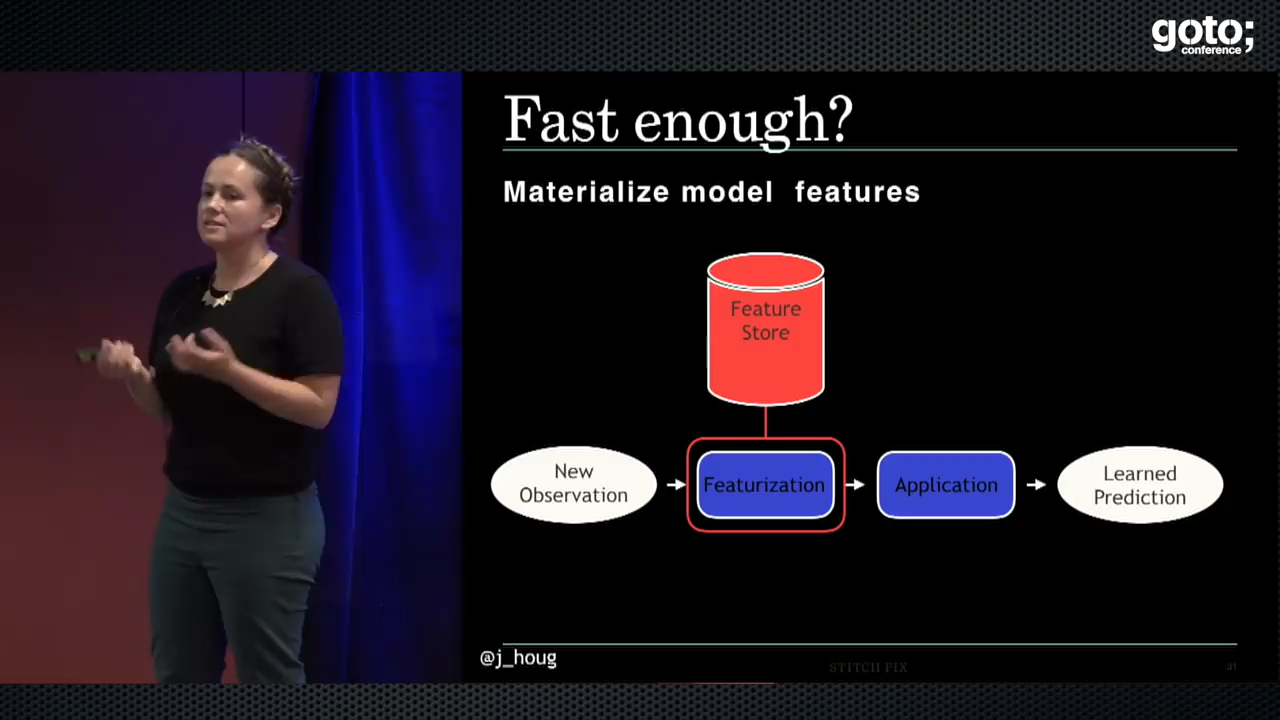 goto;
conference
Fast enough?
Materialize model features
Feature
Store
New
Observation
Featurization
Application
Learned
Prediction
@j_houg
STITCH FIX